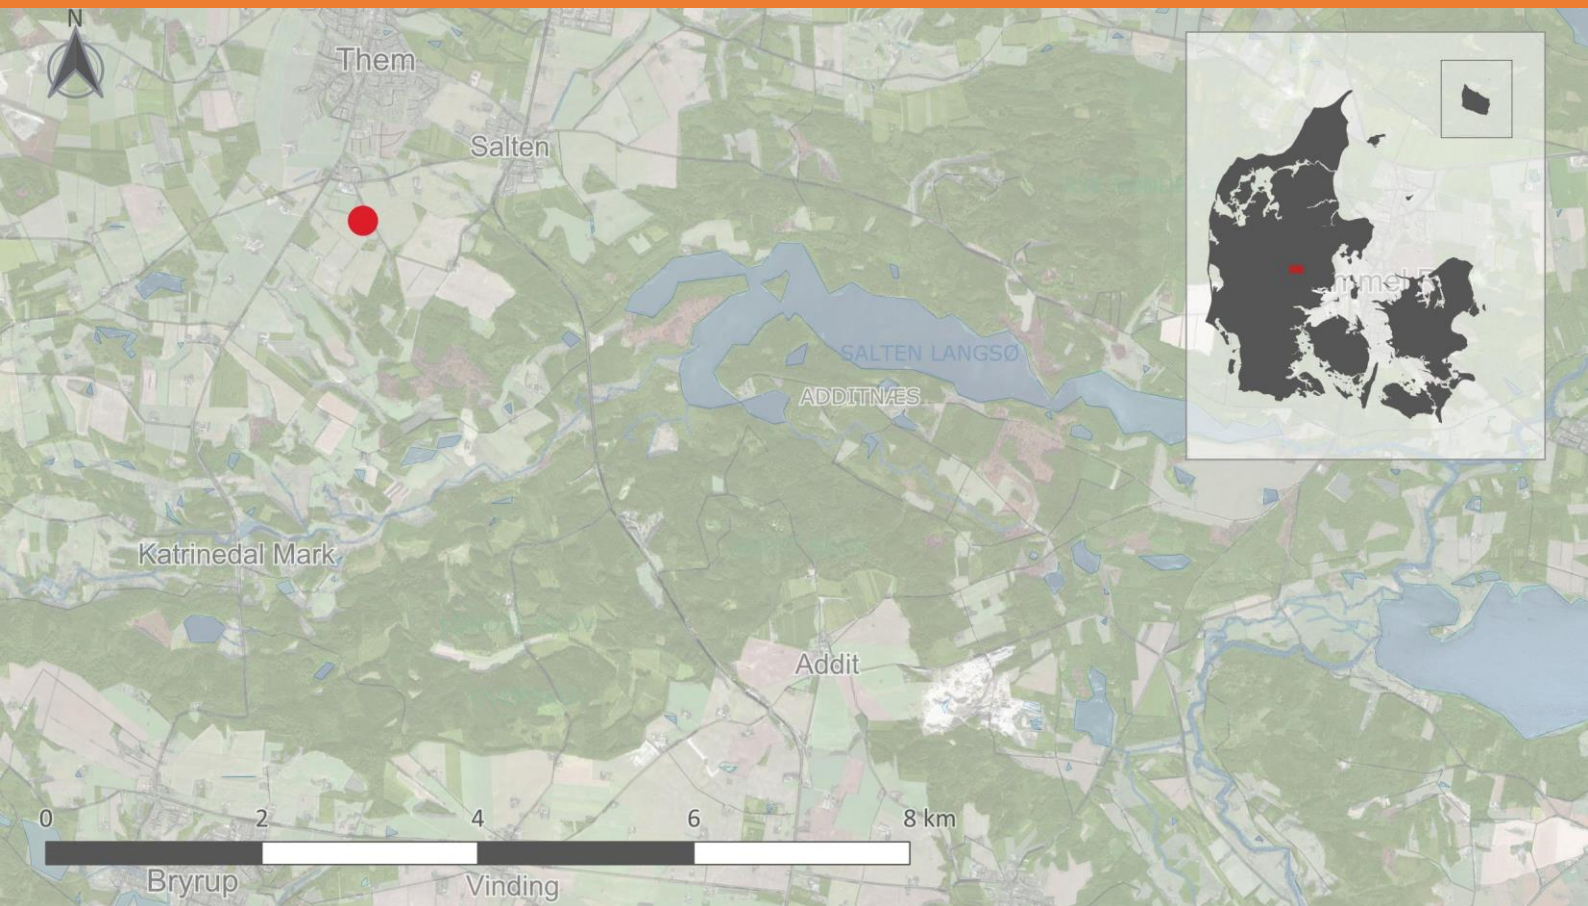 N
Them
Salten
SALTEN LANGSØ
ADDITNÆS
Katrinedal Mark
Addit
0 2 4 6 8 km
Bryrup
Vinding